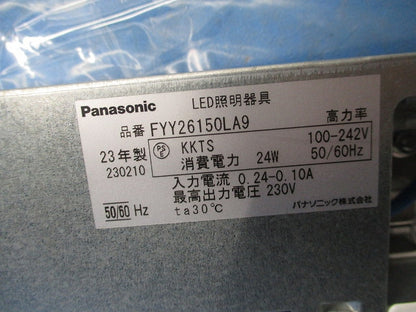 Panasonic LED照明器具
品番 FYY26150LA9 高力率
23年製 PSE KKTS 100-242V
230210 消費電力 24W 50/60Hz
入力電流 0.24-0.10A
最高出力電圧 230V
50/60 Hz ta30℃ パナソニック株式会社